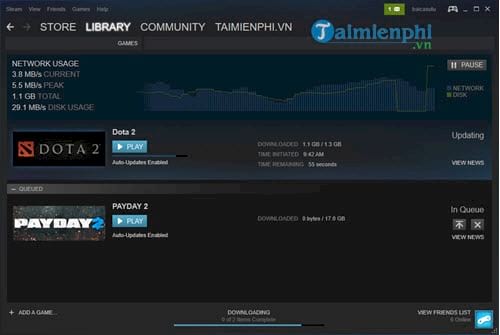 Steam View Friends Games Help
1
baicasdu
STORE LIBRARY COMMUNITY TAIMIENPHI.VN
Taimienphi
.vn
GAMES
NETWORK USAGE
3.8 MB/s CURRENT
5.5 MB/s PEAK
1.1 GB TOTAL
29.1 MB/s DISK USAGE
PAUSE
NETWORK
DISK
DOTA 2
Dota 2
PLAY
Auto-Updates Enabled
DOWNLOADED 1.1 GB / 1.3 GB
TIME INITIATED 9:42 AM
TIME REMAINING 55 seconds
Updating
VIEW NEWS
QUEUED
PAYDAY 2
PAYDAY 2
PLAY
Auto-Updates Enabled
DOWNLOADED 0 bytes / 17.0 GB
In Queue
VIEW NEWS
+ ADD A GAME...
DOWNLOADING
0 of 2 Items Complete
VIEW FRIENDS LIST
6 Online